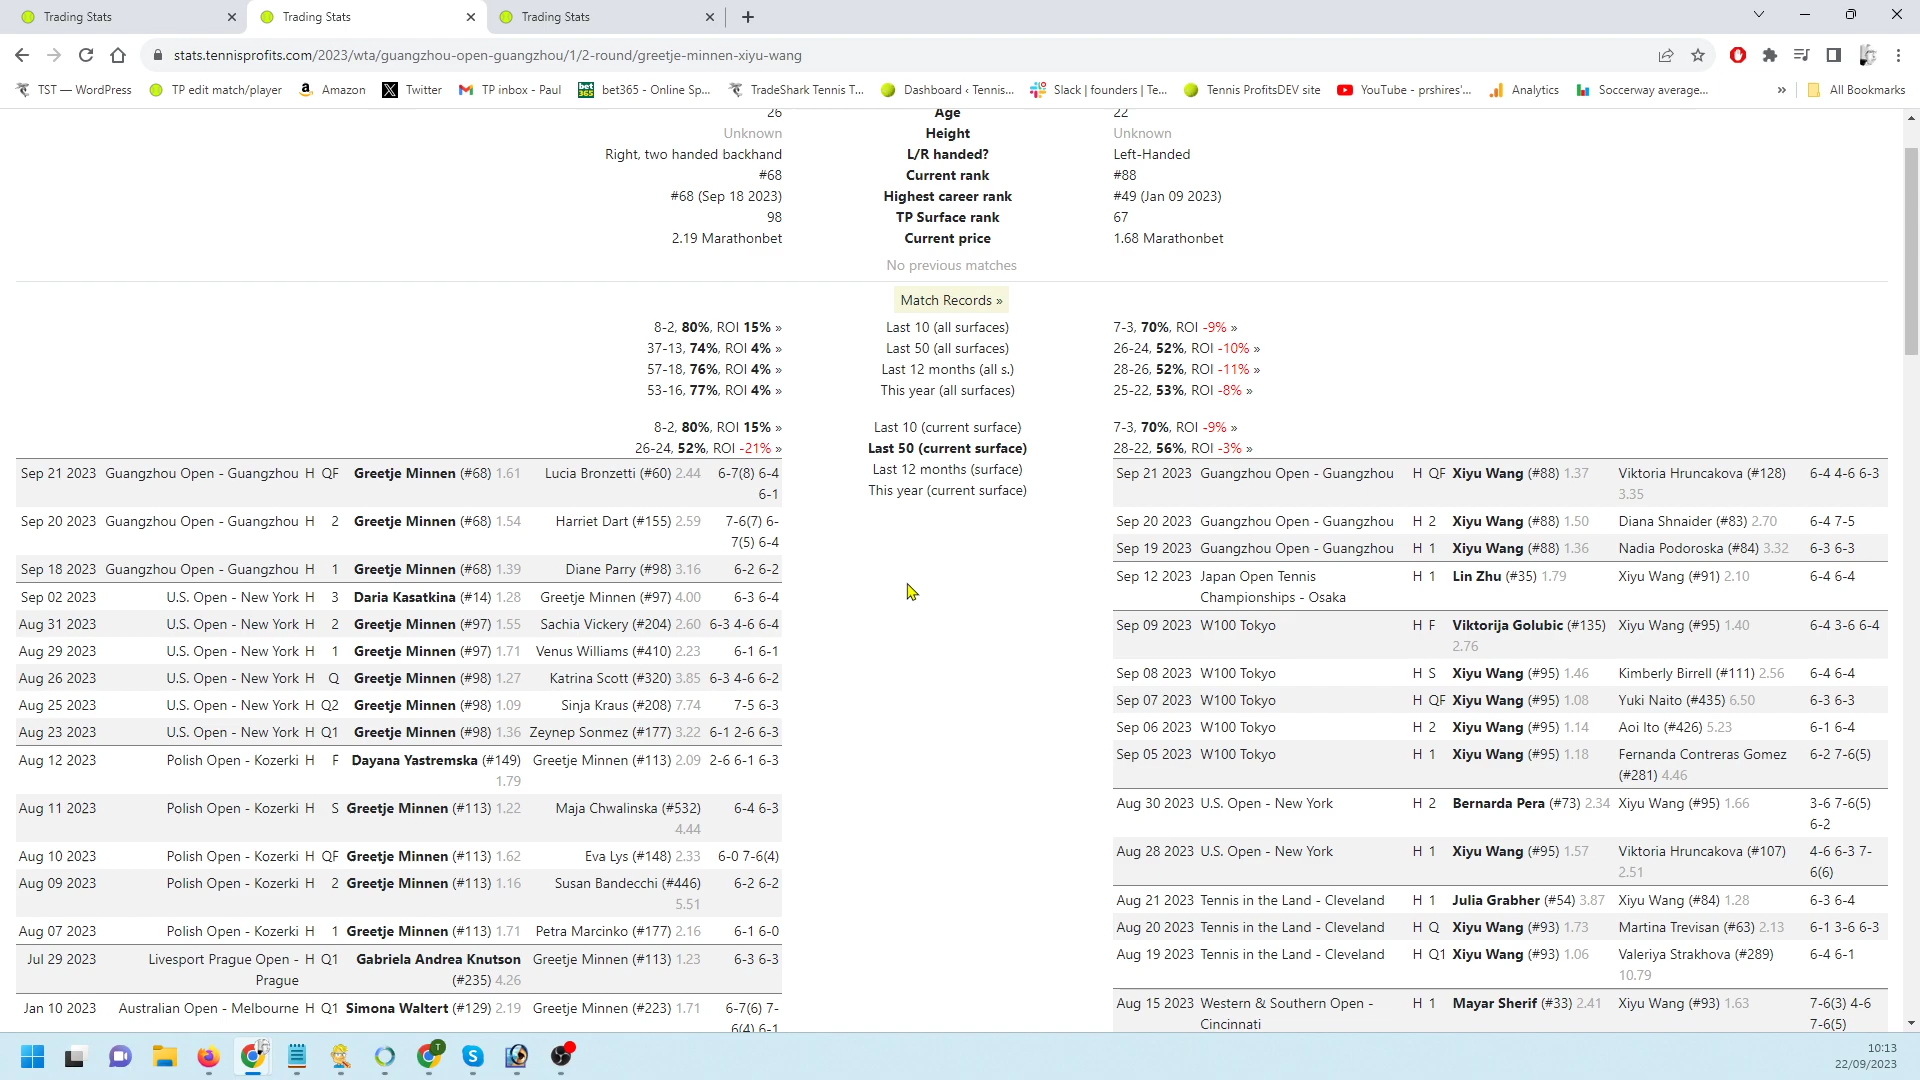 Trading Stats
Trading Stats
Trading Stats
stats.tennisprofits.com/2023/wta/guangzhou-open-guangzhou/1/2-round/greetje-minnen-xiyu-wang
TST — WordPress TP edit match/player Amazon Twitter TP inbox - Paul bet365 - Online Sp... TradeShark Tennis T... Dashboard ‹ Tennis... Slack | founders | Te... Tennis ProfitsDEV site YouTube - prshires'... Analytics Soccerway average... » All Bookmarks
26 Age 22
Unknown Height Unknown
Right, two handed backhand L/R handed? Left-Handed
#68 Current rank #88
#68 (Sep 18 2023) Highest career rank #49 (Jan 09 2023)
98 TP Surface rank 67
2.19 Marathonbet Current price 1.68 Marathonbet
No previous matches
Match Records »
8-2, 80%, ROI 15% » Last 10 (all surfaces) 7-3, 70%, ROI -9% »
37-13, 74%, ROI 4% » Last 50 (all surfaces) 26-24, 52%, ROI -10% »
57-18, 76%, ROI 4% » Last 12 months (all s.) 28-26, 52%, ROI -11% »
53-16, 77%, ROI 4% » This year (all surfaces) 25-22, 53%, ROI -8% »
8-2, 80%, ROI 15% » Last 10 (current surface) 7-3, 70%, ROI -9% »
26-24, 52%, ROI -21% » Last 50 (current surface) 28-22, 56%, ROI -3% »
Last 12 months (surface)
This year (current surface)
Sep 21 2023 Guangzhou Open - Guangzhou H QF Greetje Minnen (#68) 1.61 Lucia Bronzetti (#60) 2.44 6-7(8) 6-4
6-1
Sep 20 2023 Guangzhou Open - Guangzhou H 2 Greetje Minnen (#68) 1.54 Harriet Dart (#155) 2.59 7-6(7) 6-
7(5) 6-4
Sep 18 2023 Guangzhou Open - Guangzhou H 1 Greetje Minnen (#68) 1.39 Diane Parry (#98) 3.16 6-2 6-2
Sep 02 2023 U.S. Open - New York H 3 Daria Kasatkina (#14) 1.28 Greetje Minnen (#97) 4.00 6-3 6-4
Aug 31 2023 U.S. Open - New York H 2 Greetje Minnen (#97) 1.55 Sachia Vickery (#204) 2.60 6-3 4-6 6-4
Aug 29 2023 U.S. Open - New York H 1 Greetje Minnen (#97) 1.71 Venus Williams (#410) 2.23 6-1 6-1
Aug 26 2023 U.S. Open - New York H Q Greetje Minnen (#98) 1.27 Katrina Scott (#320) 3.85 6-3 4-6 6-2
Aug 25 2023 U.S. Open - New York H Q2 Greetje Minnen (#98) 1.09 Sinja Kraus (#208) 7.74 7-5 6-3
Aug 23 2023 U.S. Open - New York H Q1 Greetje Minnen (#98) 1.36 Zeynep Sonmez (#177) 3.22 6-1 2-6 6-3
Aug 12 2023 Polish Open - Kozerki H F Dayana Yastremska (#149) Greetje Minnen (#113) 2.09 2-6 6-1 6-3
1.79
Aug 11 2023 Polish Open - Kozerki H S Greetje Minnen (#113) 1.22 Maja Chwalinska (#532) 6-4 6-3
4.44
Aug 10 2023 Polish Open - Kozerki H QF Greetje Minnen (#113) 1.62 Eva Lys (#148) 2.33 6-0 7-6(4)
Aug 09 2023 Polish Open - Kozerki H 2 Greetje Minnen (#113) 1.16 Susan Bandecchi (#446) 6-2 6-2
5.51
Aug 07 2023 Polish Open - Kozerki H 1 Greetje Minnen (#113) 1.71 Petra Marcinko (#177) 2.16 6-1 6-0
Jul 29 2023 Livesport Prague Open - H Q1 Gabriela Andrea Knutson Greetje Minnen (#113) 1.23 6-3 6-3
Prague (#235) 4.26
Jan 10 2023 Australian Open - Melbourne H Q1 Simona Waltert (#129) 2.19 Greetje Minnen (#223) 1.71 6-7(6) 7-
6(4) 6-1
Sep 21 2023 Guangzhou Open - Guangzhou H QF Xiyu Wang (#88) 1.37 Viktoria Hruncakova (#128) 6-4 4-6 6-3
3.35
Sep 20 2023 Guangzhou Open - Guangzhou H 2 Xiyu Wang (#88) 1.50 Diana Shnaider (#83) 2.70 6-4 7-5
Sep 19 2023 Guangzhou Open - Guangzhou H 1 Xiyu Wang (#88) 1.36 Nadia Podoroska (#84) 3.32 6-3 6-3
Sep 12 2023 Japan Open Tennis H 1 Lin Zhu (#35) 1.79 Xiyu Wang (#91) 2.10 6-4 6-4
Championships - Osaka
Sep 09 2023 W100 Tokyo H F Viktorija Golubic (#135) Xiyu Wang (#95) 1.40 6-4 3-6 6-4
2.76
Sep 08 2023 W100 Tokyo H S Xiyu Wang (#95) 1.46 Kimberly Birrell (#111) 2.56 6-4 6-4
Sep 07 2023 W100 Tokyo H QF Xiyu Wang (#95) 1.08 Yuki Naito (#435) 6.50 6-3 6-3
Sep 06 2023 W100 Tokyo H 2 Xiyu Wang (#95) 1.14 Aoi Ito (#426) 5.23 6-1 6-4
Sep 05 2023 W100 Tokyo H 1 Xiyu Wang (#95) 1.18 Fernanda Contreras Gomez 6-2 7-6(5)
(#281) 4.46
Aug 30 2023 U.S. Open - New York H 2 Bernarda Pera (#73) 2.34 Xiyu Wang (#95) 1.66 3-6 7-6(5)
6-2
Aug 28 2023 U.S. Open - New York H 1 Xiyu Wang (#95) 1.57 Viktoria Hruncakova (#107) 4-6 6-3 7-
2.51 6(6)
Aug 21 2023 Tennis in the Land - Cleveland H 1 Julia Grabher (#54) 3.87 Xiyu Wang (#84) 1.28 6-3 6-4
Aug 20 2023 Tennis in the Land - Cleveland H Q Xiyu Wang (#93) 1.73 Martina Trevisan (#63) 2.13 6-1 3-6 6-3
Aug 19 2023 Tennis in the Land - Cleveland H Q1 Xiyu Wang (#93) 1.06 Valeriya Strakhova (#289) 6-4 6-1
10.79
Aug 15 2023 Western & Southern Open - H 1 Mayar Sherif (#33) 2.41 Xiyu Wang (#93) 1.63 7-6(3) 4-6
Cincinnati 7-6(5)
10:13
22/09/2023